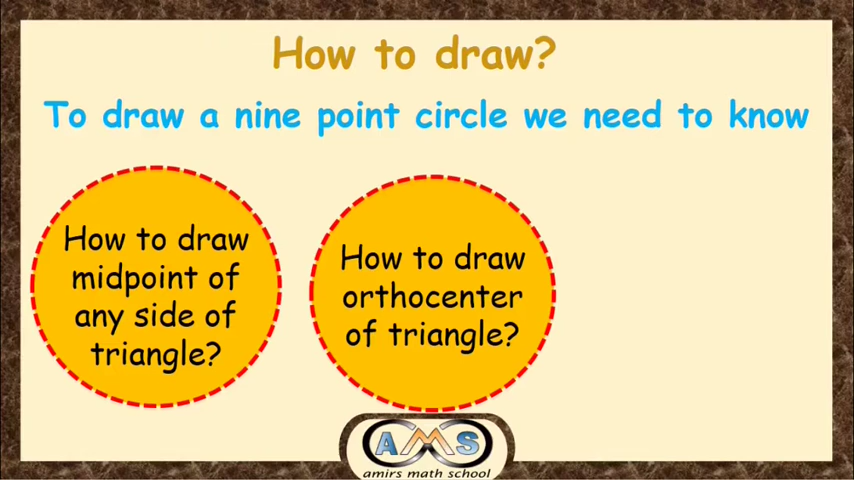 How to draw?
To draw a nine point circle we need to know
How to draw
midpoint of
any side of
triangle?
How to draw
orthocenter
of triangle?
AMS
amirs math school